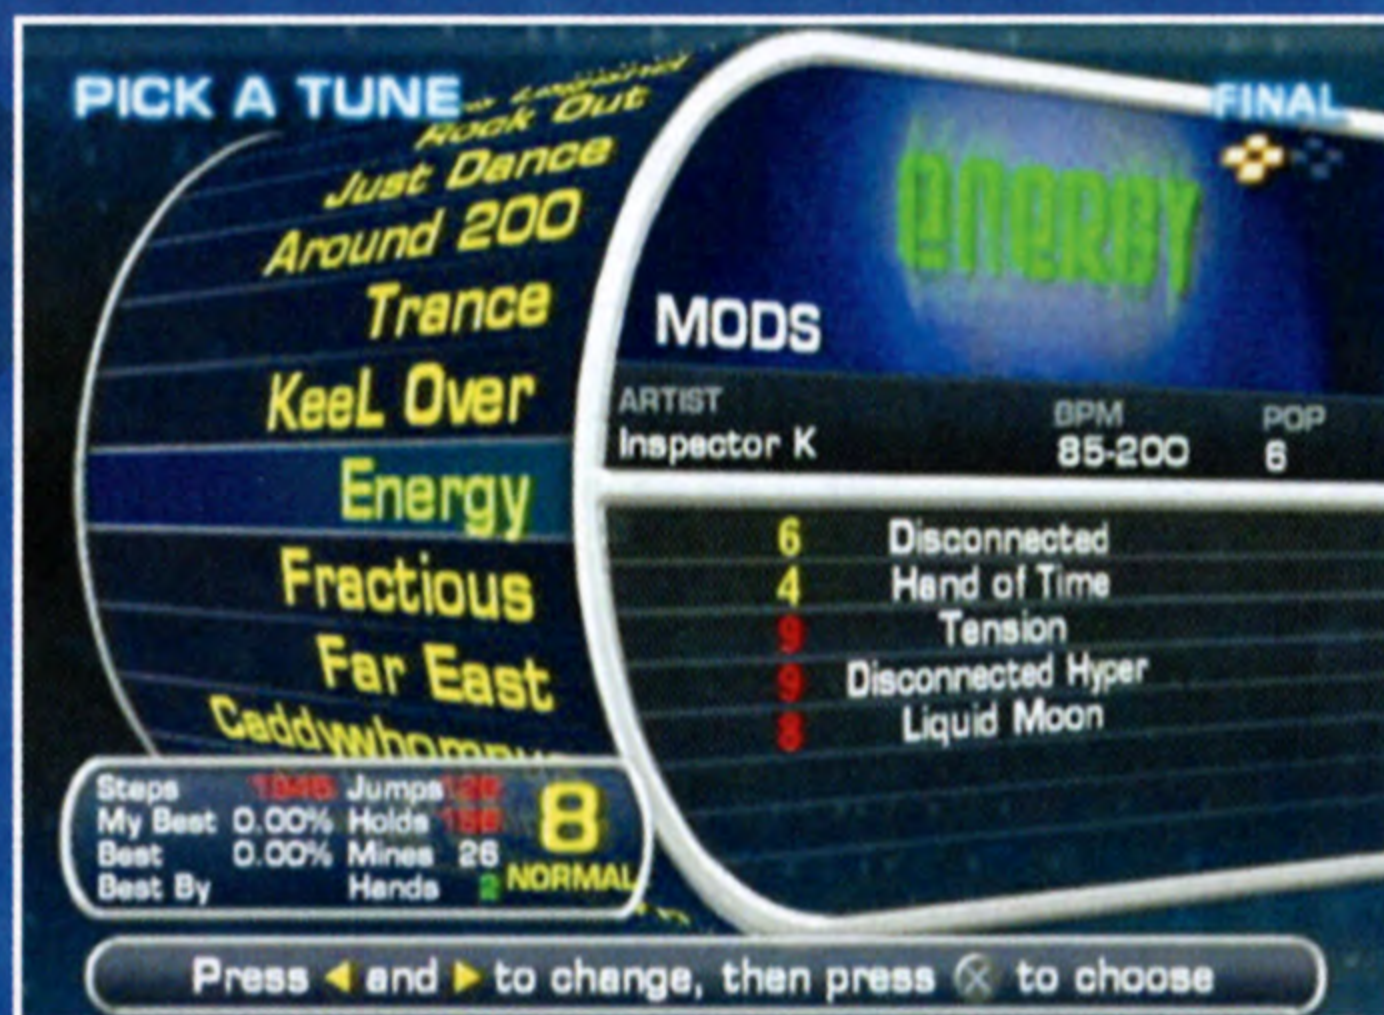 PICK A TUNE
FINAL
Rock Out
Just Dance
Around 200
Trance
KeeL Over
Energy
Fractious
Far East
eNeRGY
MODS
ARTIST
Inspector K
BPM
85-200
POP
6
6 Disconnected
4 Hand of Time
9 Tension
9 Disconnected Hyper
8 Liquid Moon
Steps Jumps
My Best 0.00% Holds
Best 0.00% Mines 26
Best By Hands 2
8
NORMAL
Press ◀ and ▶ to change, then press ⓧ to choose